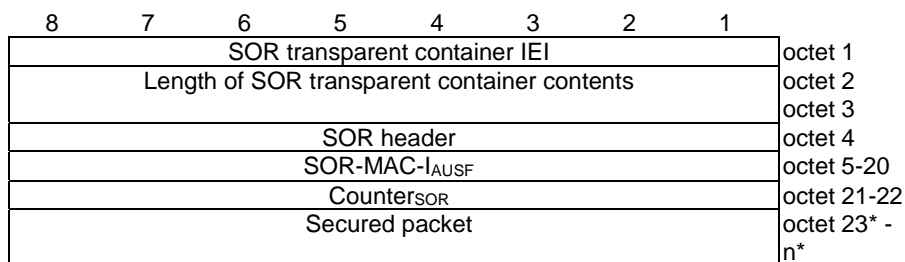 8 7 6 5 4 3 2 1
SOR transparent container IEI octet 1
Length of SOR transparent container contents octet 2
octet 3
SOR header octet 4
SOR-MAC-IAUSF octet 5-20
CounterSOR octet 21-22
Secured packet octet 23* -
n*